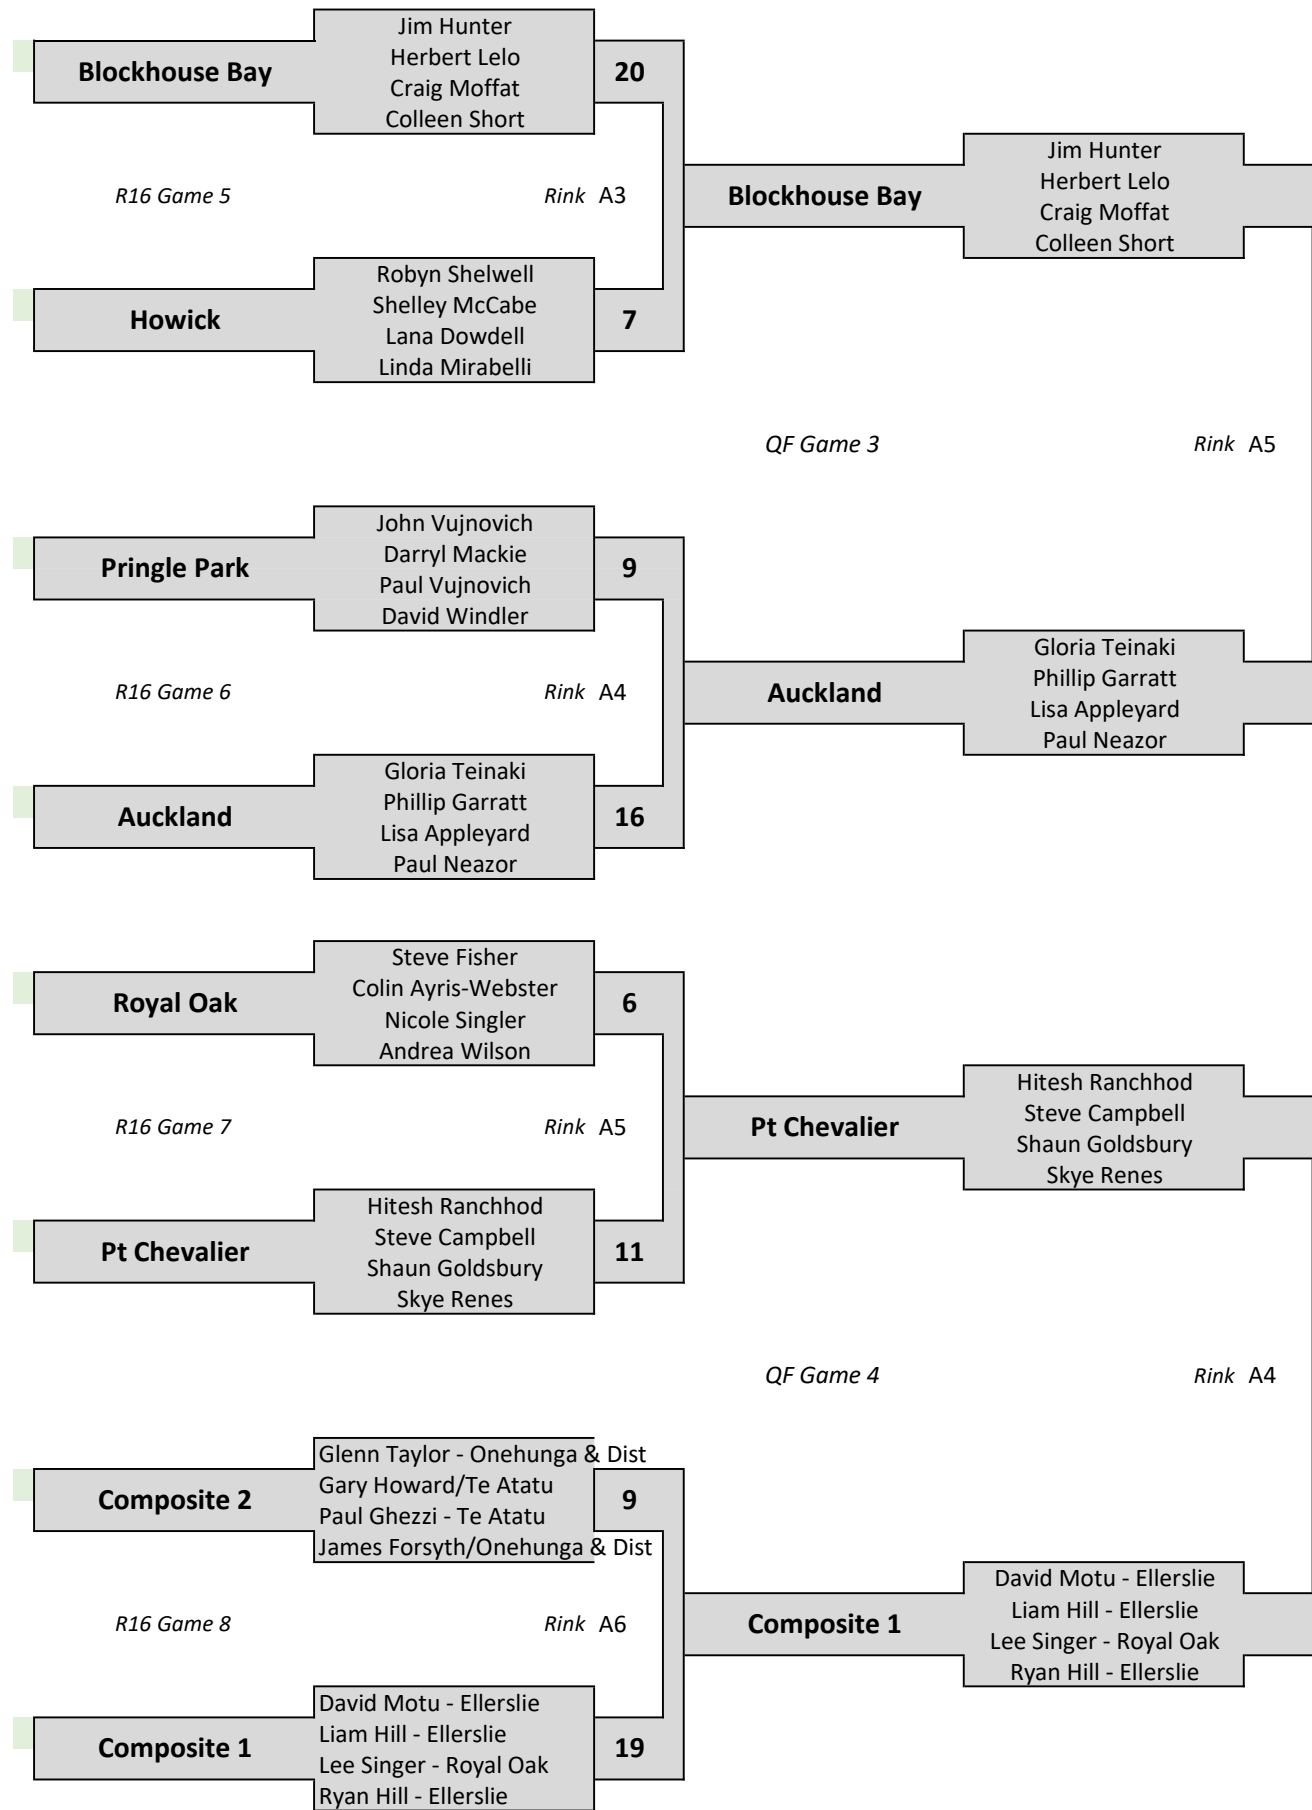 Jim Hunter
Herbert Lelo
Blockhouse Bay 20
Craig Moffat
Colleen Short
Jim Hunter
Herbert Lelo
R16 Game 5 Rink A3 Blockhouse Bay
Craig Moffat
Colleen Short
Robyn Shelwell
Shelley McCabe
Howick 7
Lana Dowdell
Linda Mirabelli
QF Game 3 Rink A5
John Vujnovich
Darryl Mackie
Pringle Park 9
Paul Vujnovich
David Windler
Gloria Teinaki
Phillip Garratt
R16 Game 6 Rink A4 Auckland
Lisa Appleyard
Paul Neazor
Gloria Teinaki
Phillip Garratt
Auckland 16
Lisa Appleyard
Paul Neazor
Steve Fisher
Colin Ayris-Webster
Royal Oak 6
Nicole Singler
Andrea Wilson
Hitesh Ranchhod
Steve Campbell
R16 Game 7 Rink A5 Pt Chevalier
Shaun Goldsbury
Skye Renes
Hitesh Ranchhod
Steve Campbell
Pt Chevalier 11
Shaun Goldsbury
Skye Renes
QF Game 4 Rink A4
Glenn Taylor - Onehunga & Dist
Gary Howard/Te Atatu
Composite 2 9
Paul Ghezzi - Te Atatu
James Forsyth/Onehunga & Dist
David Motu - Ellerslie
Liam Hill - Ellerslie
R16 Game 8 Rink A6 Composite 1
Lee Singer - Royal Oak
Ryan Hill - Ellerslie
David Motu - Ellerslie
Liam Hill - Ellerslie
Composite 1 19
Lee Singer - Royal Oak
Ryan Hill - Ellerslie